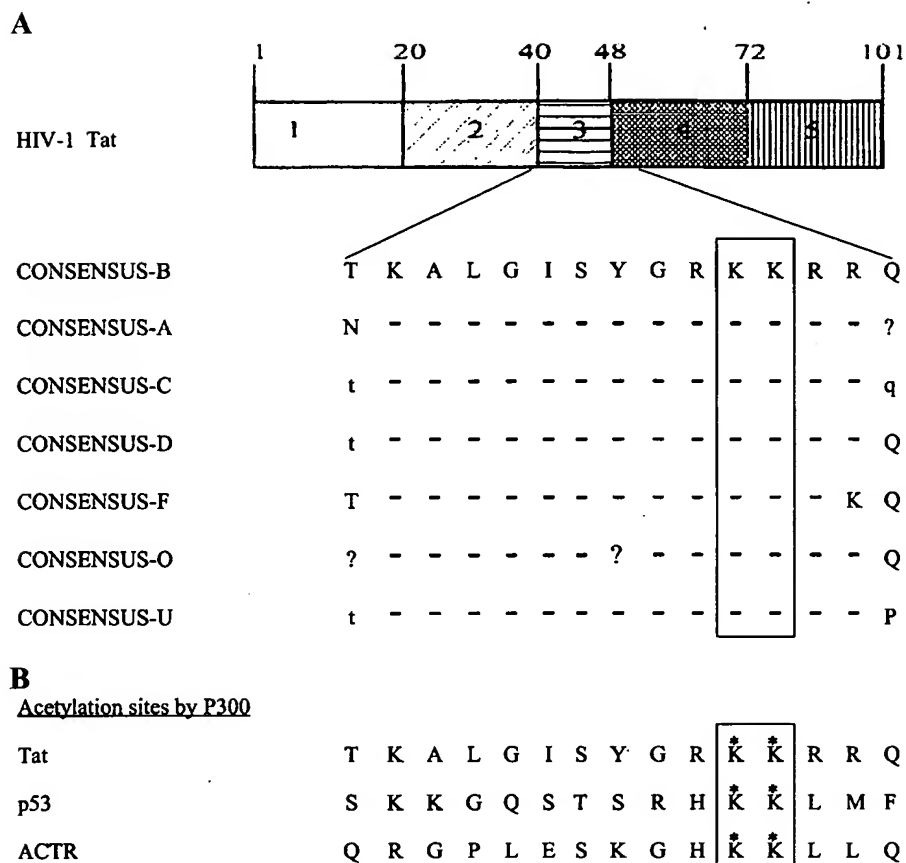 A
1 20 40 48 72 101
HIV-1 Tat 1 2 3 4 5
CONSENSUS-B T K A L G I S Y G R K K R R Q
CONSENSUS-A N - - - - - - - - - - - - - ?
CONSENSUS-C t - - - - - - - - - - - - - q
CONSENSUS-D t - - - - - - - - - - - - - Q
CONSENSUS-F T - - - - - - - - - - - - K Q
CONSENSUS-O ? - - - - - - ? - - - - - - Q
CONSENSUS-U t - - - - - - - - - - - - - P
B
Acetylation sites by P300
Tat T K A L G I S Y G R K* K* R R Q
p53 S K K G Q S T S R H K* K* L M F
ACTR Q R G P L E S K G H K* K* L L Q